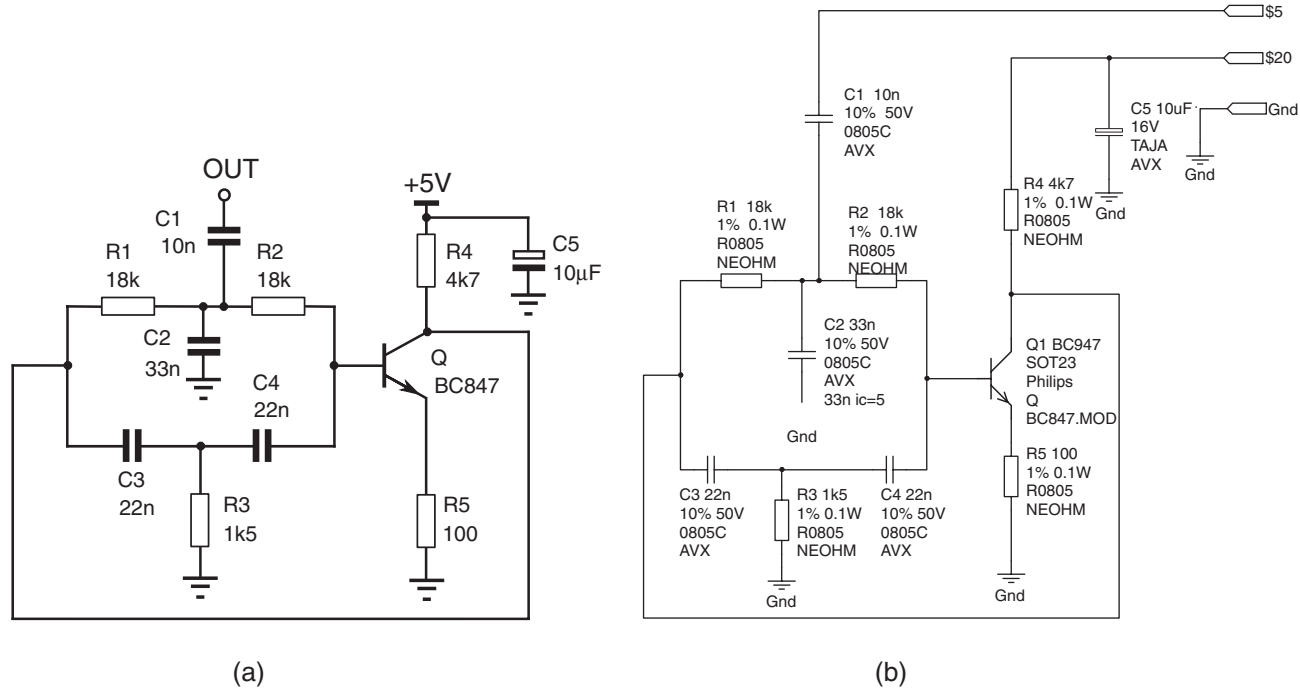 OUT
C1
10n
R1
18k
R2
18k
C2
33n
C4
22n
C3
22n
R3
1k5
+5V
R4
4k7
C5
10µF
Q
BC847
R5
100
(a)
$5
$20
Gnd
C1 10n
10% 50V
0805C
AVX
C5 10uF
16V
TAJA
AVX
Gnd
Gnd
R4 4k7
1% 0.1W
R0805
NEOHM
R1 18k
1% 0.1W
R0805
NEOHM
R2 18k
1% 0.1W
R0805
NEOHM
C2 33n
10% 50V
0805C
AVX
33n ic=5
Gnd
Q1 BC947
SOT23
Philips
Q
BC847.MOD
C3 22n
10% 50V
0805C
AVX
R3 1k5
1% 0.1W
R0805
NEOHM
Gnd
C4 22n
10% 50V
0805C
AVX
R5 100
1% 0.1W
R0805
NEOHM
Gnd
(b)